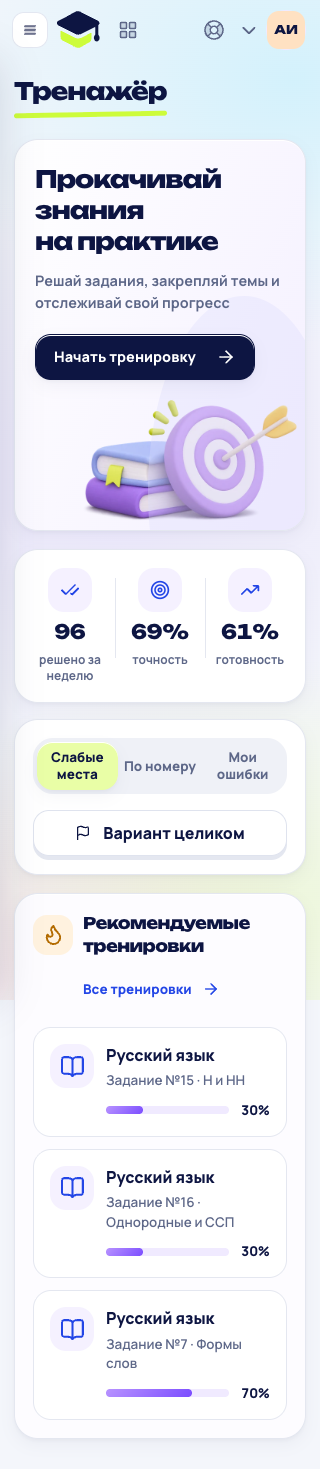 АИ
Тренажёр
Прокачивай
знания
на практике
Решай задания, закрепляй темы и
отслеживай свой прогресс
Начать тренировку
96
69%
61%
решено за
неделю
точность
готовность
Слабые
места
По номеру
Мои
ошибки
Вариант целиком
Рекомендуемые
тренировки
Все тренировки
Русский язык
Задание №15 · Н и НН
30%
Русский язык
Задание №16 ·
Однородные и ССП
30%
Русский язык
Задание №7 · Формы
слов
70%